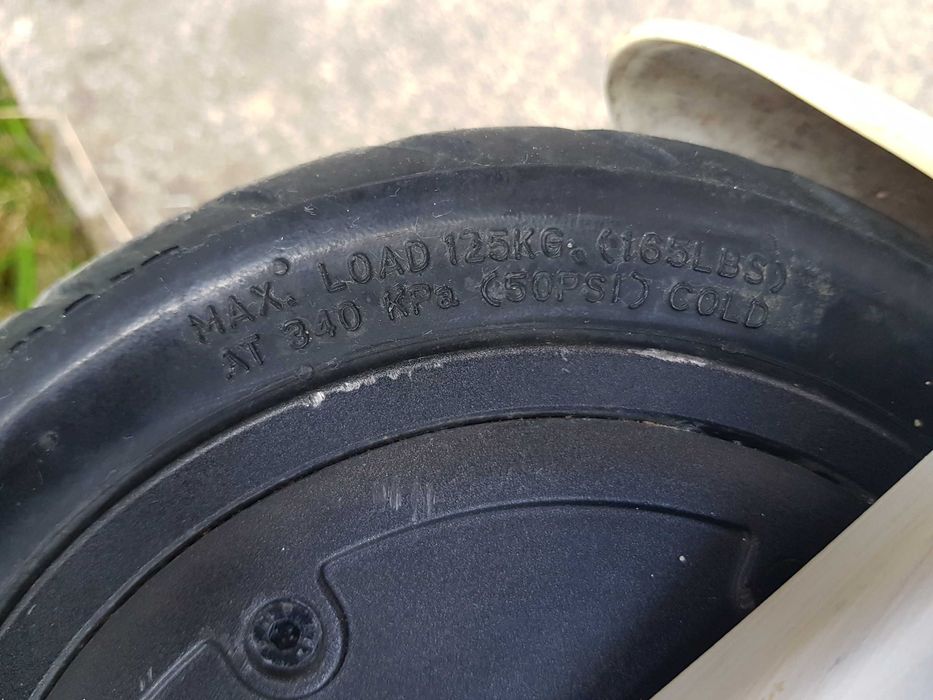 MAX. LOAD 125KG. (165LBS)
AT 340 KPa (50PSI) COLD